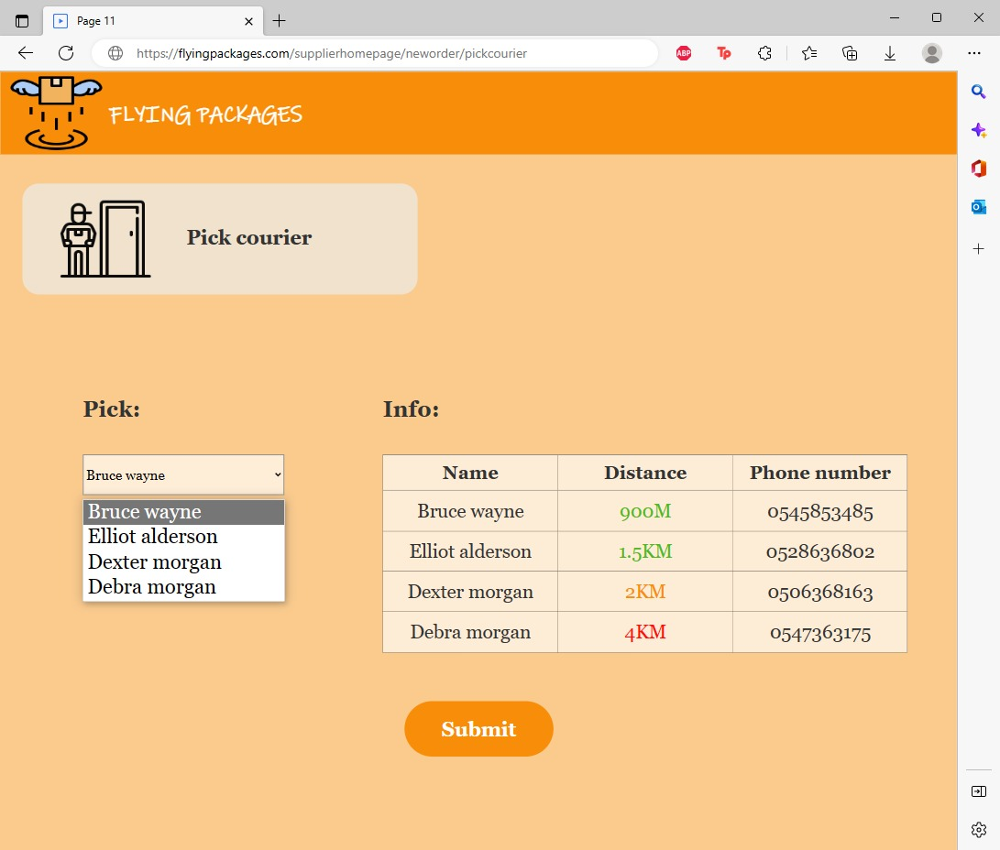 Page 11
https://flyingpackages.com/supplierhomepage/neworder/pickcourier
ABP
Tp
FLYING PACKAGES
Pick courier
Pick:
Info:
Bruce wayne
Bruce wayne
Elliot alderson
Dexter morgan
Debra morgan
Name Distance Phone number
Bruce wayne 900M 0545853485
Elliot alderson 1.5KM 0528636802
Dexter morgan 2KM 0506368163
Debra morgan 4KM 0547363175
Submit